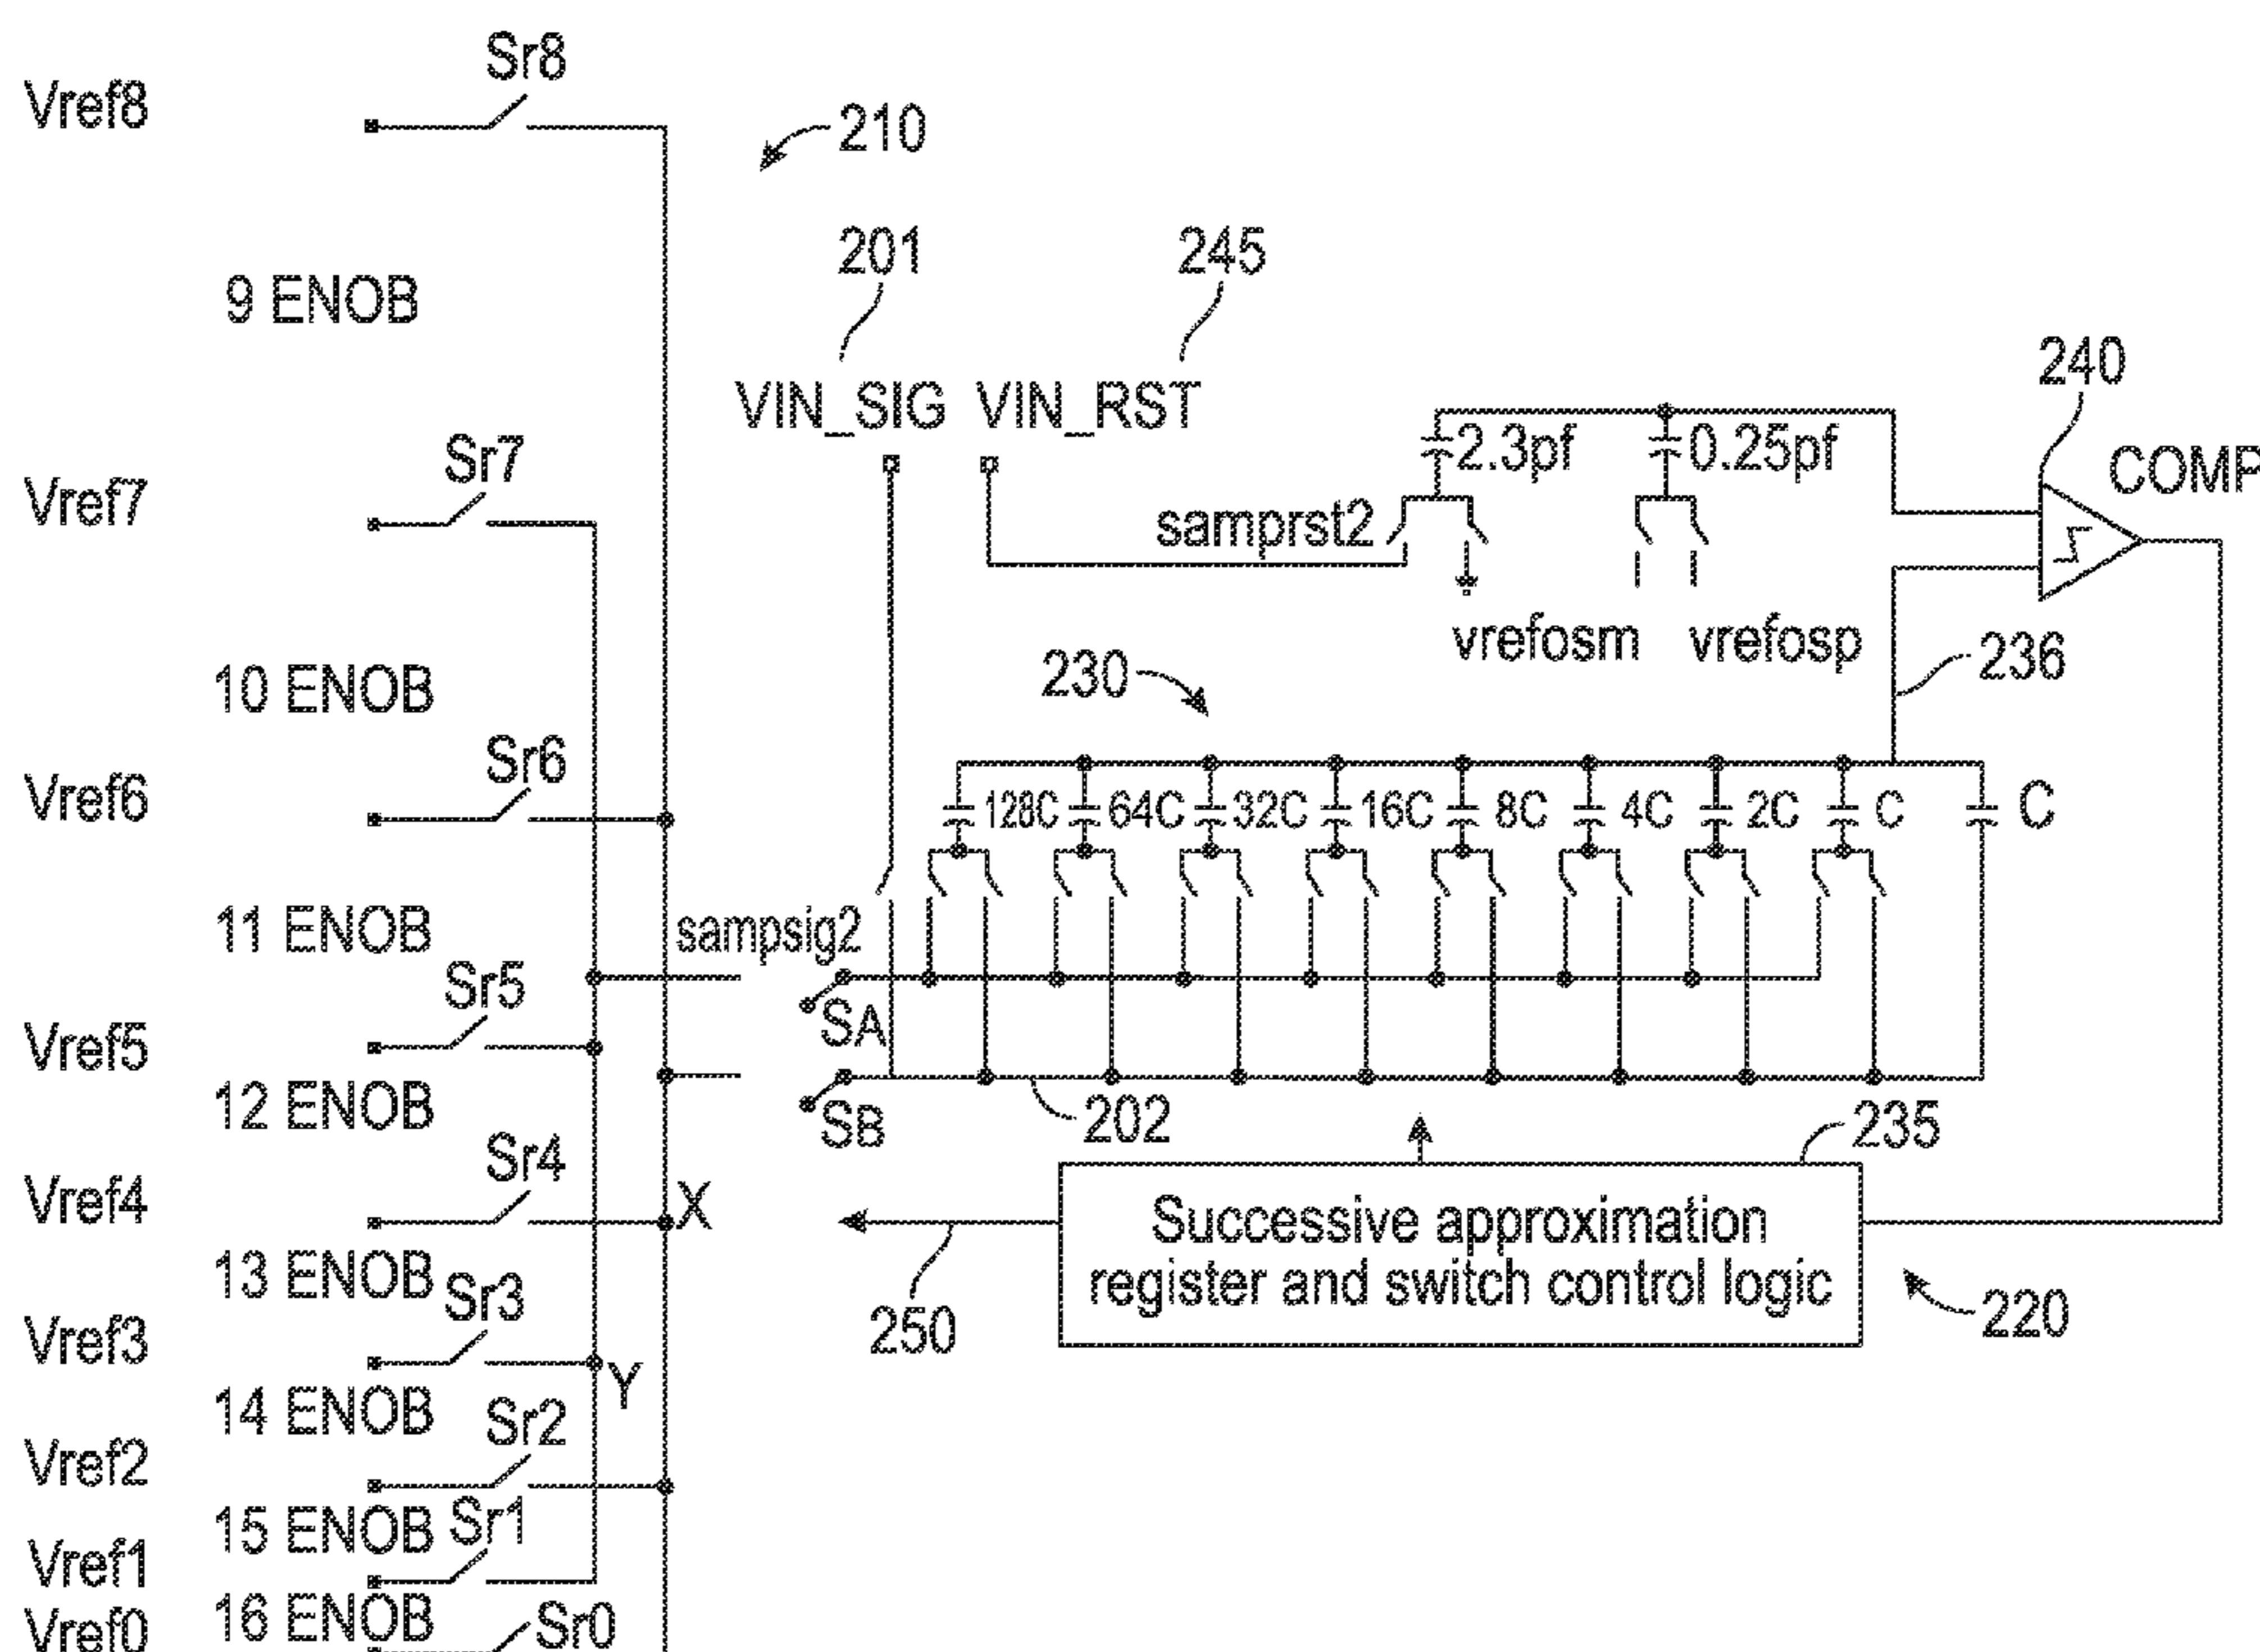 Vref8
Sr8
210
9 ENOB
201
245
VIN_SIG
VIN_RST
240
Vref7
Sr7
2.3pf
0.25pf
COMP
samprst2
vrefosm
vrefosp
236
10 ENOB
230
Vref6
Sr6
128C
64C
32C
16C
8C
4C
2C
C
C
11 ENOB
sampsig2
Sr5
SA
Vref5
12 ENOB
SB
202
235
Sr4
Vref4
X
Successive approximation
register and switch control logic
13 ENOB
Sr3
250
220
Vref3
Y
14 ENOB
Sr2
Vref2
15 ENOB
Sr1
Vref1
16 ENOB
Sr0
Vref0